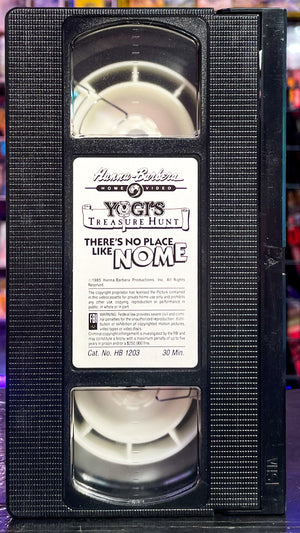 Hanna-Barbera
HOME VIDEO
YOGI'S
TREASURE HUNT
THERE'S NO PLACE
LIKE NOME
©1985 Hanna-Barbera Productions, Inc. All Rights
Reserved.
The copyright proprietor has licensed the Picture contained
in this videocassette for private home use only and prohibits any
other use, copying, reproduction or performance in
public, in whole or in part.
WARNING: Federal law provides severe civil and crimi-
nal penalties for the unauthorized reproduction, distribution
or exhibition of copyrighted motion pictures,
video tapes or video discs.
Criminal copyright infringement is investigated by the FBI and
may constitute a felony with a maximum penalty of up to five
years in prison and/or a $250,000 fine.
Cat. No. HB 1203 30 Min.
VHS